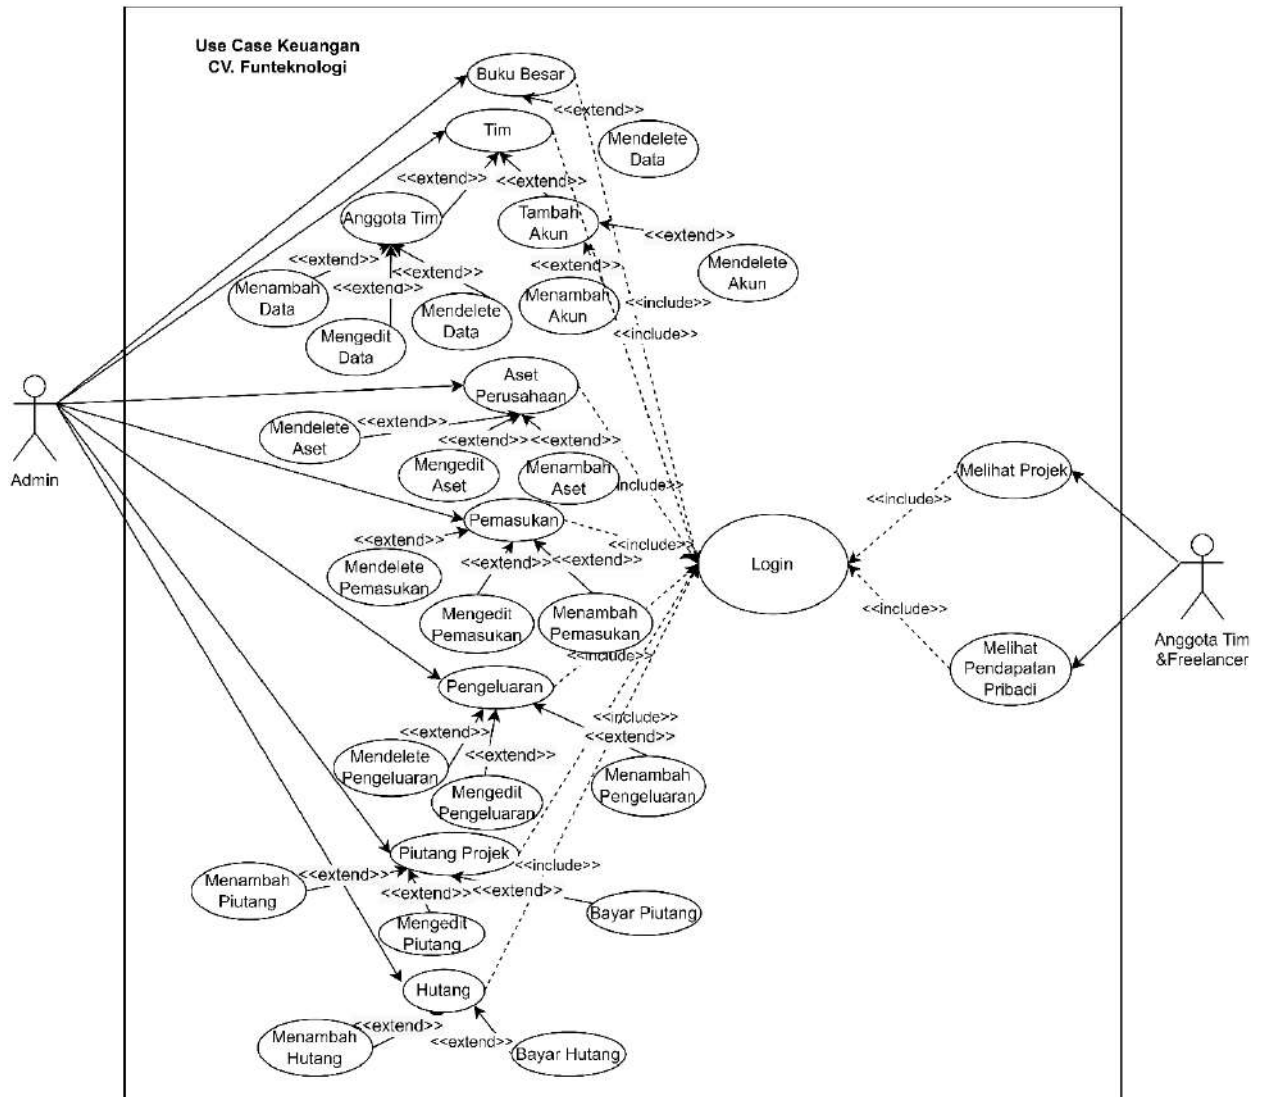 Use Case Keuangan
CV. Funteknologi
Buku Besar
<<extend>>
Tim
Mendelete
Data
<<extend>>
<<extend>>
Anggota Tim
Tambah
Akun
<<extend>>
<<extend>>
<<extend>>
Mendelete
Akun
<<extend>>
<<extend>>
Menambah
Data
Menambah
Akun
<<include>>
Mendelete
Data
Mengedit
Data
<<include>>
Aset
Perusahaan
<<extend>>
Mendelete
Aset
<<extend>>
<<extend>>
Mengedit
Aset
Menambah
Aset
include>>
Admin
Melihat Projek
<<include>>
Pemasukan
<<extend>>
<<include>>
<<extend>>
<<extend>>
Mendelete
Pemasukan
Login
Mengedit
Pemasukan
Menambah
Pemasukan
<<include>>
Anggota Tim
&Freelancer
Melihat
Pendapatan
Pribadi
<<include>>
Pengeluaran
<<include>>
<<extend>>
<<extend>>
<<extend>>
Mendelete
Pengeluaran
Mengedit
Pengeluaran
Menambah
Pengeluaran
Piutang Projek
<<include>>
<<extend>>
Menambah
Piutang
<<extend>>
<<extend>>
Mengedit
Piutang
Bayar Piutang
Hutang
<<extend>>
Menambah
Hutang
<<extend>>
Bayar Hutang